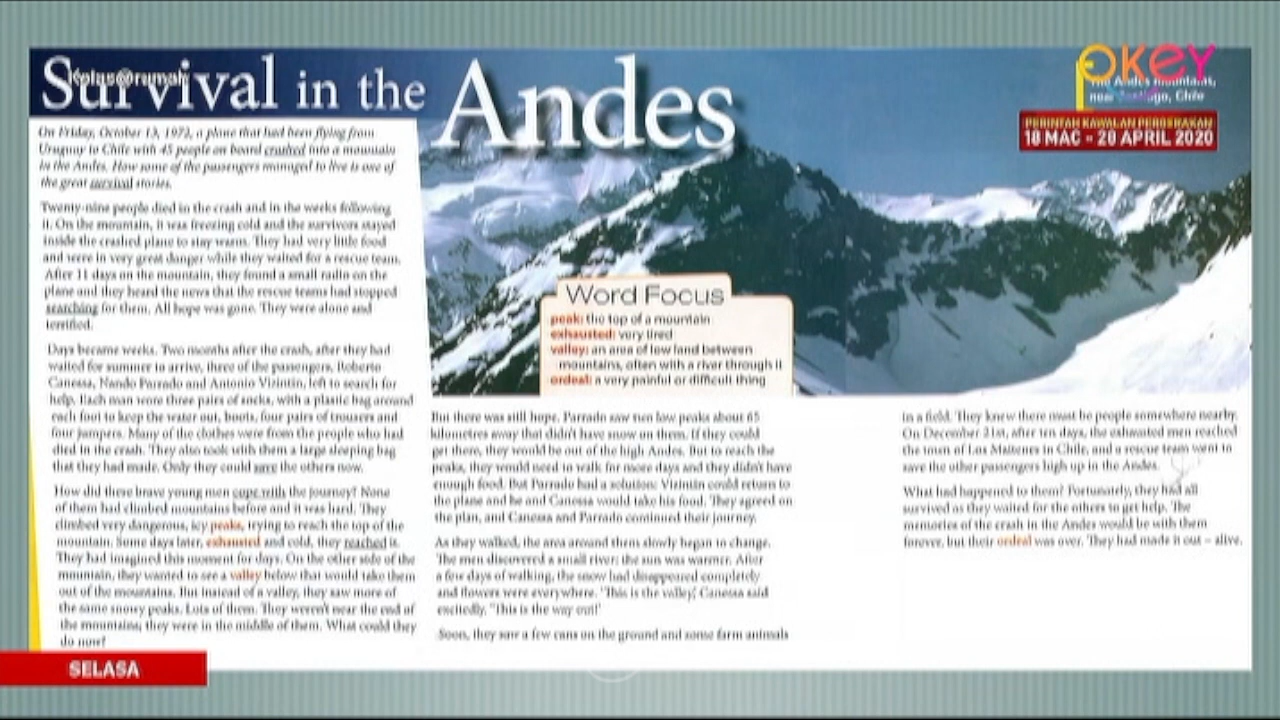 Survival in the Andes
Kelas@rumah
OKEY
The Andes mountains,
near Santiago, Chile
PERINTAH KAWALAN PERGERAKAN
18 MAC - 28 APRIL 2020
On Friday, October 13, 1972, a plane that had been flying from
Uruguay to Chile with 45 people on board crashed into a mountain
in the Andes. How some of the passengers managed to live is one of
the great survival stories.
Twenty-nine people died in the crash and in the weeks following
it. On the mountain, it was freezing cold and the survivors stayed
inside the crashed plane to stay warm. They had very little food
and were in very great danger while they waited for a rescue team.
After 11 days on the mountain, they found a small radio on the
plane and they heard the news that the rescue teams had stopped
searching for them. All hope was gone. They were alone and
terrified.
Days became weeks. Two months after the crash, after they had
waited for summer to arrive, three of the passengers, Roberto
Canessa, Nando Parrado and Antonio Vizintin, left to search for
help. Each man wore three pairs of socks, with a plastic bag around
each foot to keep the water out, boots, four pairs of trousers and
four jumpers. Many of the clothes were from the people who had
died in the crash. They also took with them a large sleeping bag
that they had made. Only they could save the others now.
How did these brave young men cope with the journey? None
of them had climbed mountains before and it was hard. They
climbed very dangerous, icy peaks, trying to reach the top of the
mountain. Some days later, exhausted and cold, they reached it.
They had imagined this moment for days. On the other side of the
mountain, they wanted to see a valley below that would take them
out of the mountains. But instead of a valley, they saw more of
the same snowy peaks. Lots of them. They weren't near the end of
the mountains; they were in the middle of them. What could they
do now?
Word Focus
peak: the top of a mountain
exhausted: very tired
valley: an area of low land between
mountains, often with a river through it
ordeal: a very painful or difficult thing
But there was still hope. Parrado saw two low peaks about 65
kilometres away that didn't have snow on them. If they could
get there, they would be out of the high Andes. But to reach the
peaks, they would need to walk for more days and they didn't have
enough food. But Parrado had a solution: Vizintin could return to
the plane and he and Canessa would take his food. They agreed on
the plan, and Canessa and Parrado continued their journey.
As they walked, the area around them slowly began to change.
The men discovered a small river; the sun was warmer. After
a few days of walking, the snow had disappeared completely
and flowers were everywhere. 'This is the valley,' Canessa said
excitedly. 'This is the way out!'
Soon, they saw a few cans on the ground and some farm animals
in a field. They knew there must be people somewhere nearby.
On December 21st, after ten days, the exhausted men reached
the town of Los Maitenes in Chile, and a rescue team went to
save the other passengers high up in the Andes.
What had happened to them? Fortunately, they had all
survived as they waited for the others to get help. The
memories of the crash in the Andes would be with them
forever, but their ordeal was over. They had made it out – alive.
SELASA